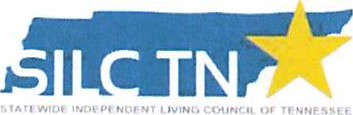 SILC TN
STATEWIDE INDEPENDENT LIVING COUNCIL OF TENNESSEE